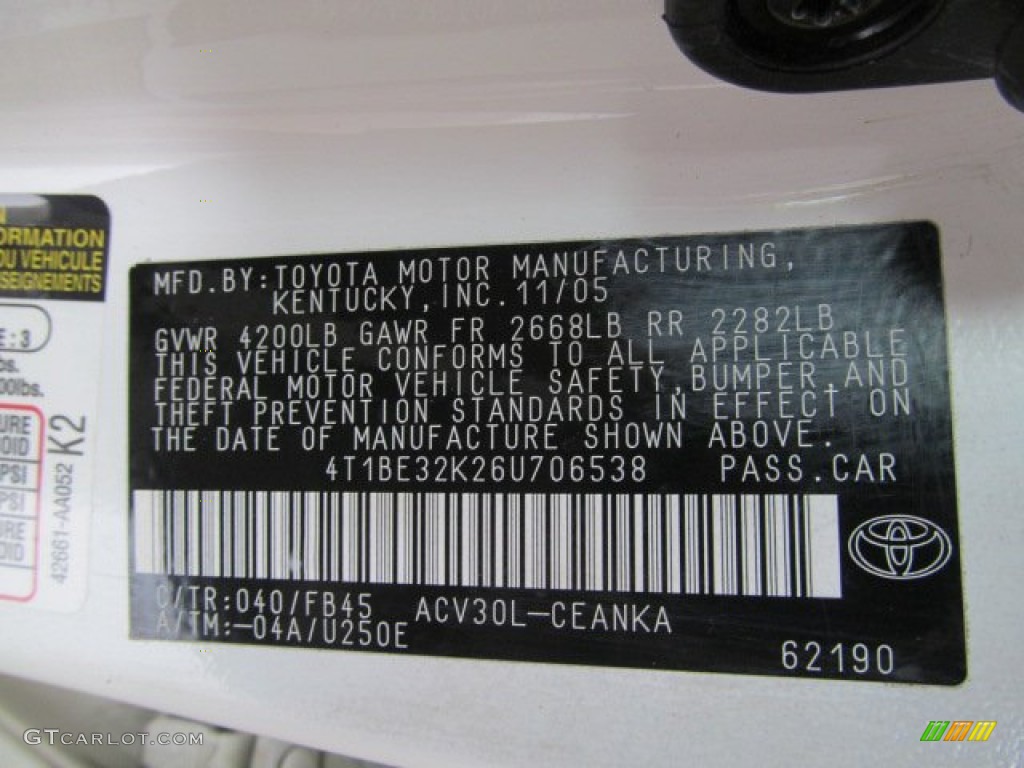 N
ORMATION
OU VEHICULE
SEIGNEMENTS
E : 3
os.
00lbs.
URE
OID
PSI
PSI
URE
OID
42661-AA052
K2
MFD. BY: TOYOTA MOTOR MANUFACTURING,
KENTUCKY, INC. 11/05
GVWR 4200LB GAWR FR 2668LB RR 2282LB
THIS VEHICLE CONFORMS TO ALL APPLICABLE
FEDERAL MOTOR VEHICLE SAFETY, BUMPER, AND
THEFT PREVENTION STANDARDS IN EFFECT ON
THE DATE OF MANUFACTURE SHOWN ABOVE.
4T1BE32K26U706538 PASS. CAR
C/TR: 040/FB45 ACV30L-CEANKA
A/TM: -04A/U250E
62190
GTCARLOT.COM